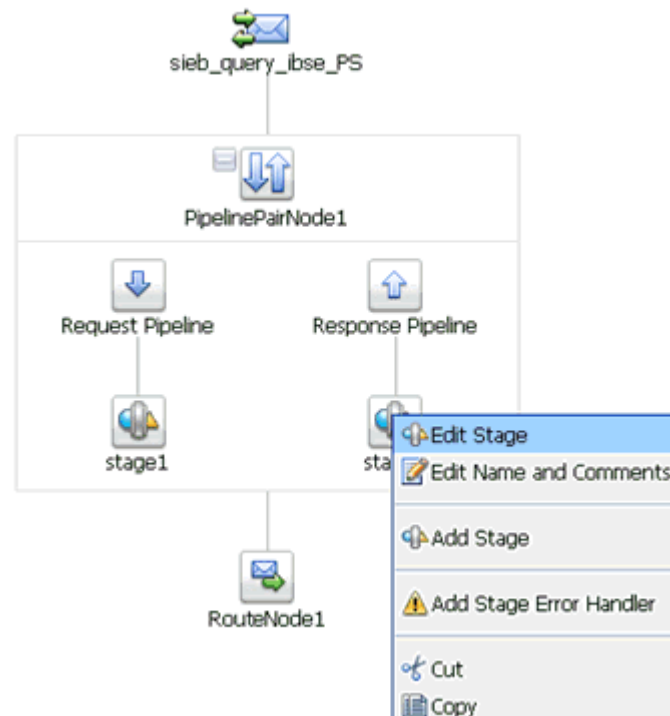 sieb_query_ibse_PS
PipelinePairNode1
Request Pipeline
Response Pipeline
stage1
sta
Edit Stage
Edit Name and Comments
Add Stage
Add Stage Error Handler
RouteNode1
Cut
Copy